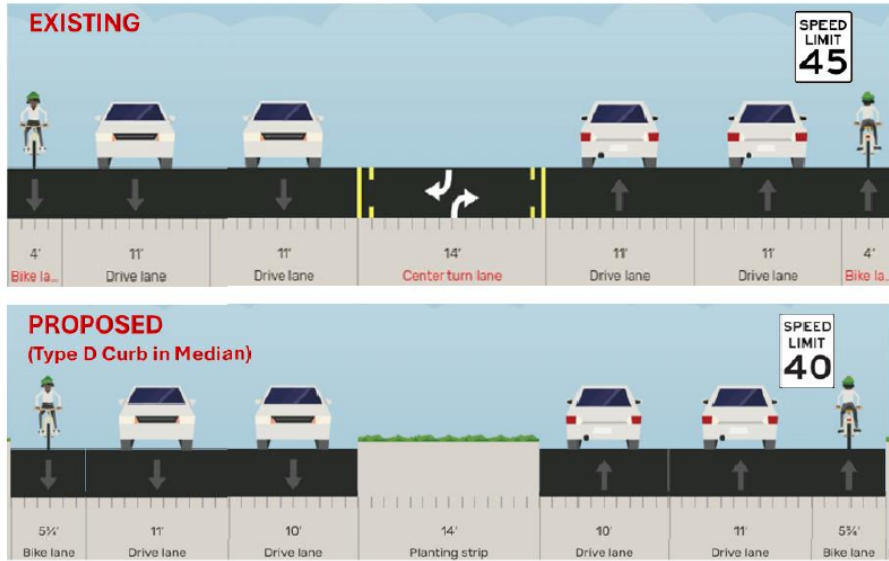 EXISTING
SPEED
LIMIT
45
4' 11' 11' 14' 11' 11' 4'
Bike la... Drive lane Drive lane Center turn lane Drive lane Drive lane Bike la...
PROPOSED
(Type D Curb in Median)
SPEED
LIMIT
40
5¾' 11' 10' 14' 10' 11' 5¾'
Bike lane Drive lane Drive lane Planting strip Drive lane Drive lane Bike lane